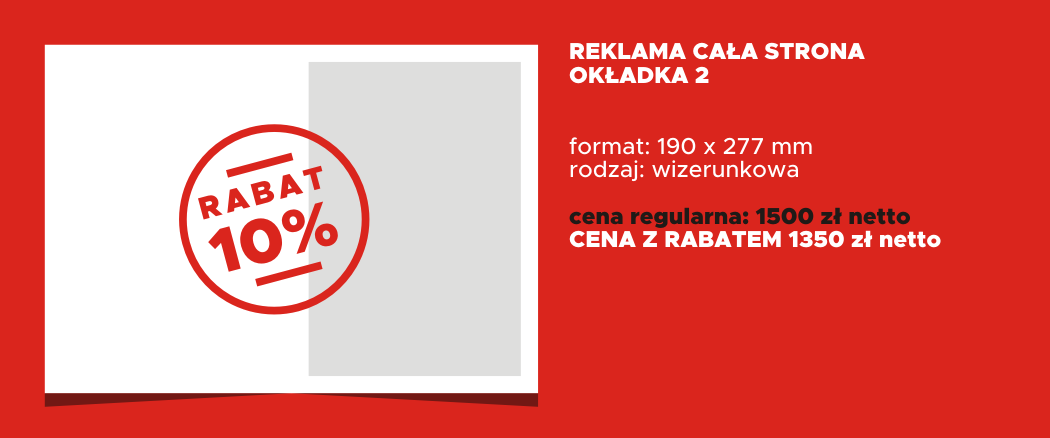 RABAT
10%
REKLAMA CAŁA STRONA
OKŁADKA 2
format: 190 x 277 mm
rodzaj: wizerunkowa
cena regularna: 1500 zł netto
CENA Z RABATEM 1350 zł netto